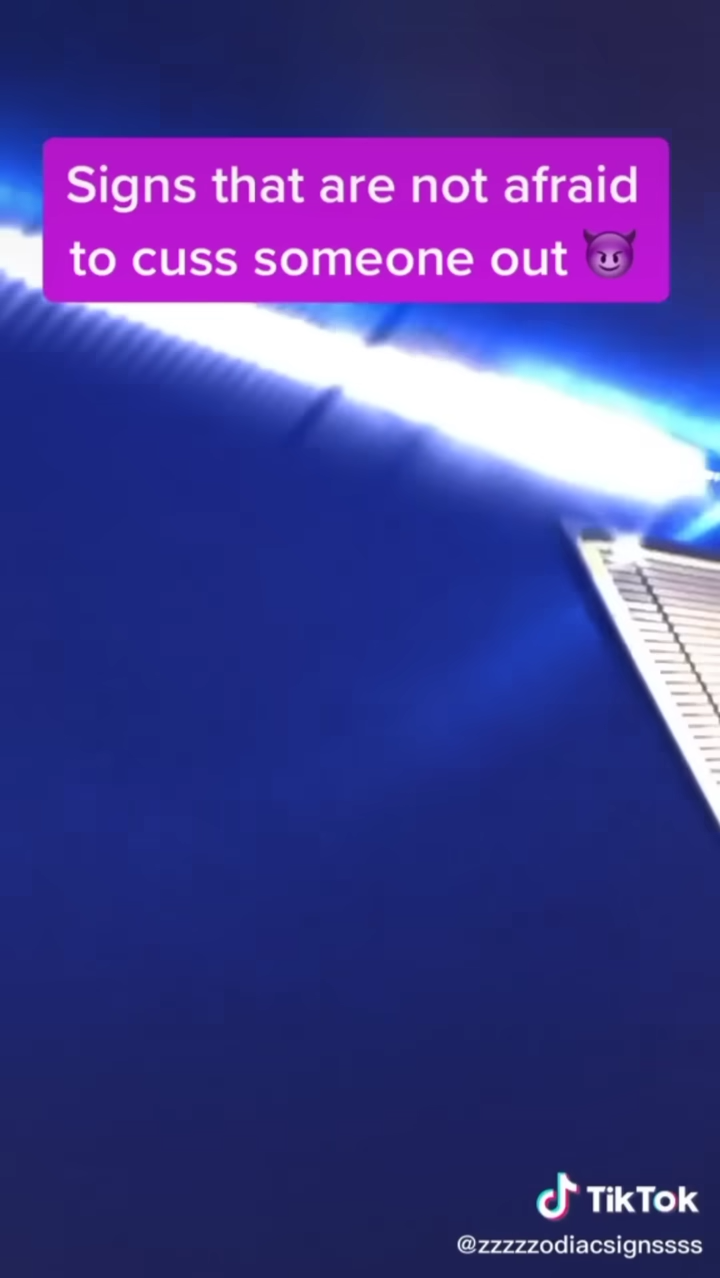 Signs that are not afraid
to cuss someone out 😈
TikTok
@zzzzzodiacsignssss